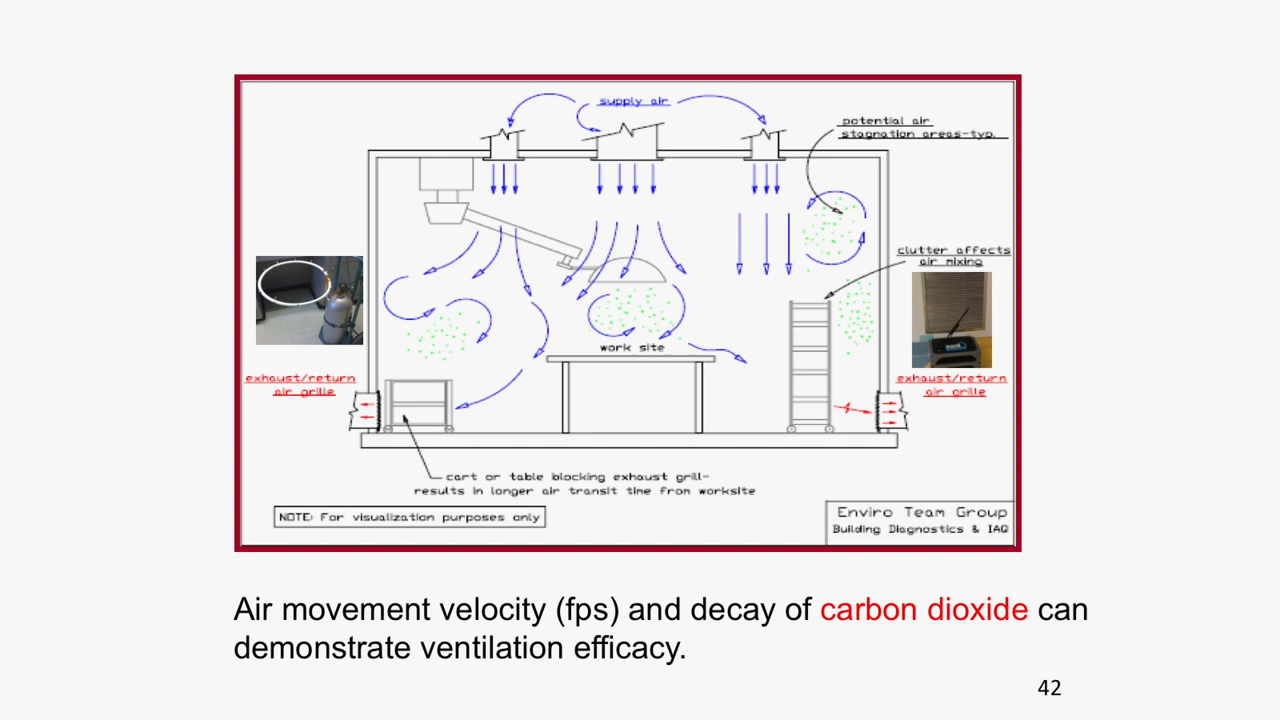 supply air
potential air
stagnation areas-typ.
clutter affects
air mixing
work site
exhaust/return
air grille
exhaust/return
air grille
cart or table blocking exhaust grill-
results in longer air transit time from worksite
NOTE: For visualization purposes only
Enviro Team Group
Building Diagnostics & IAQ
Air movement velocity (fps) and decay of carbon dioxide can
demonstrate ventilation efficacy.
42